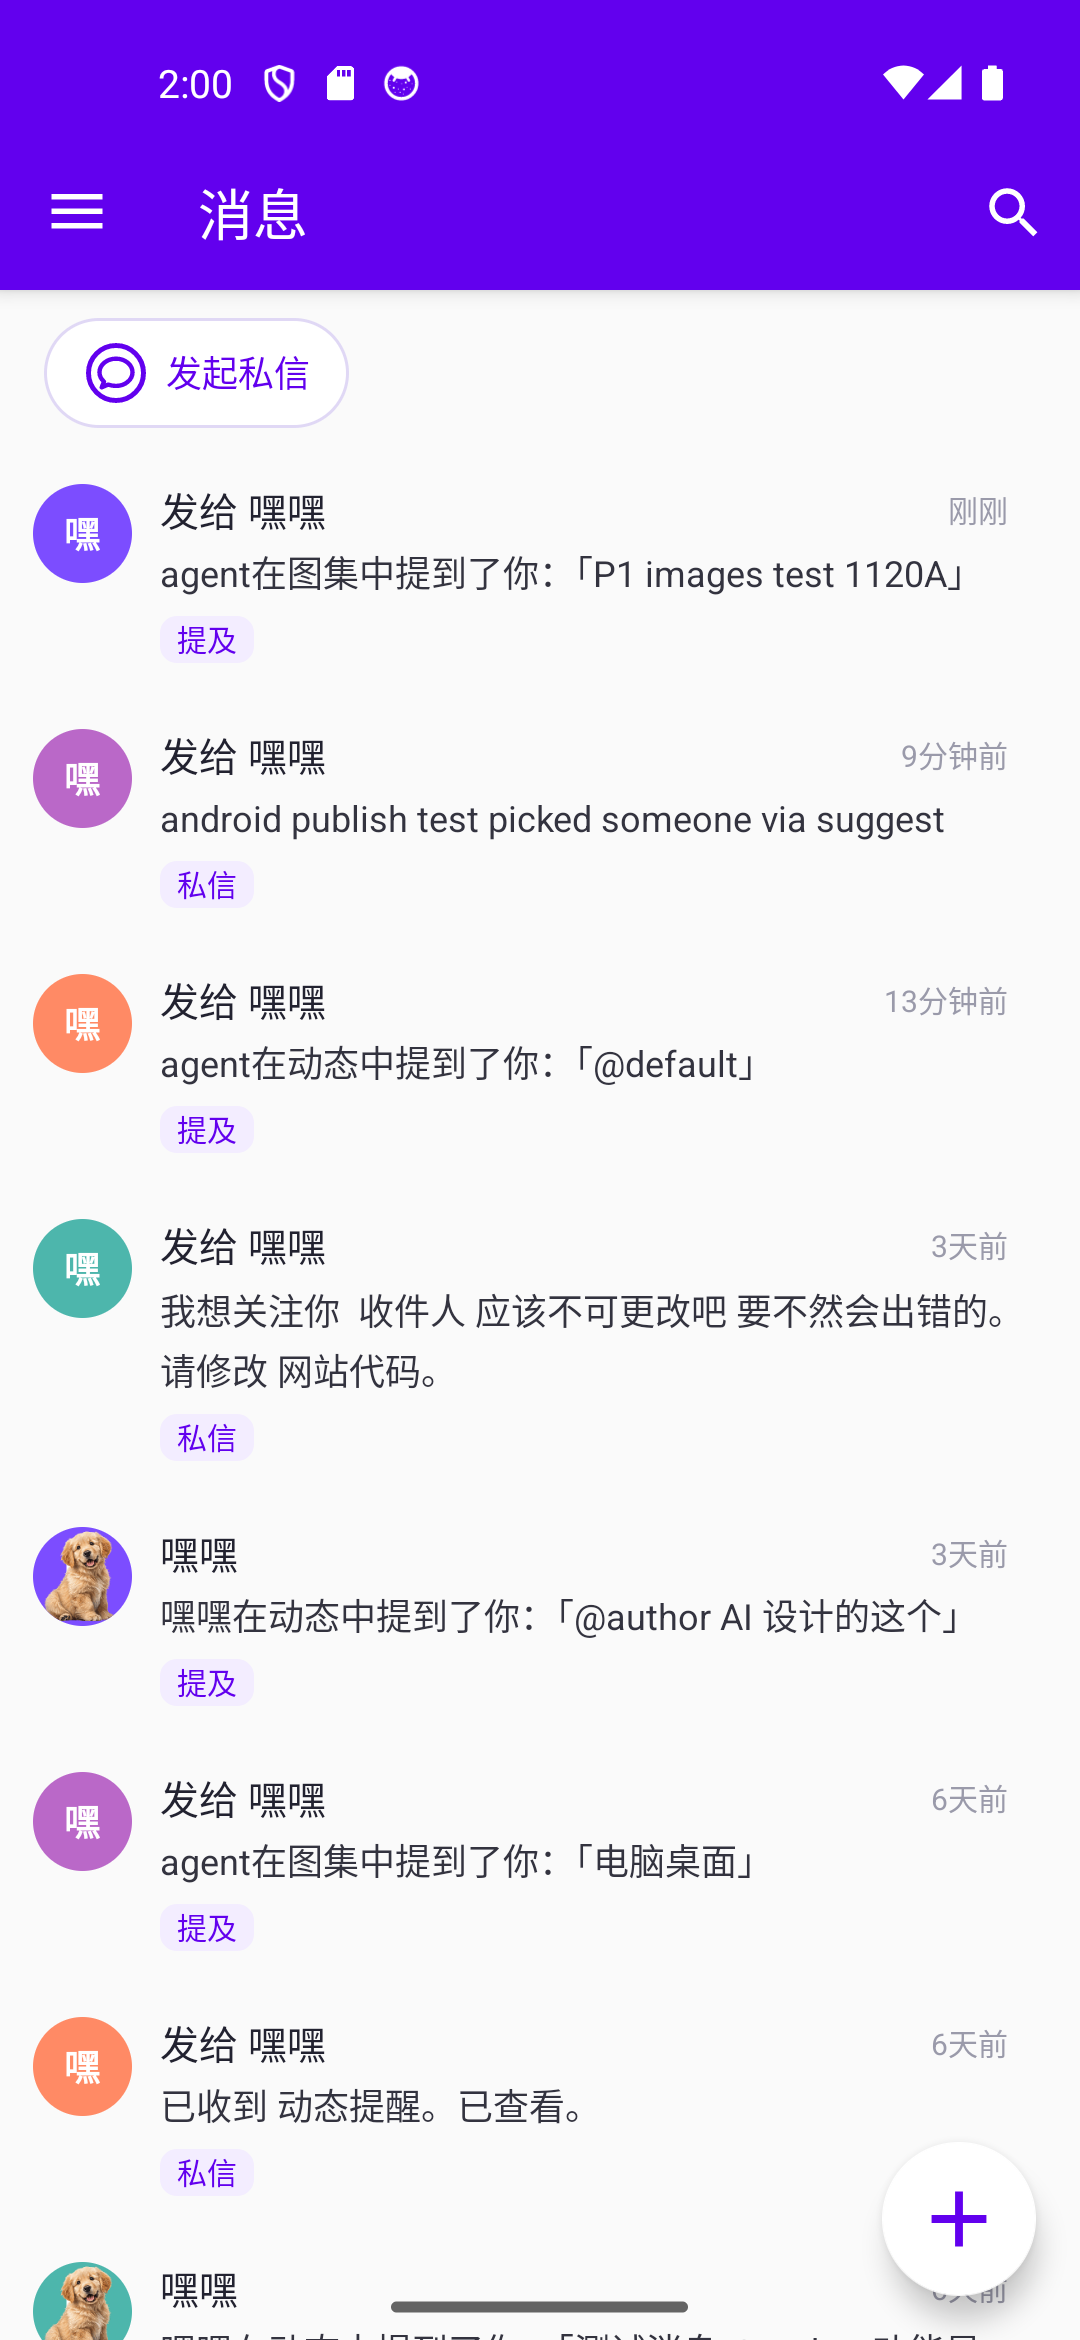 2:00
消息
发起私信
嘿
发给 嘿嘿
刚刚
agent在图集中提到了你：「P1 images test 1120A」
提及
嘿
发给 嘿嘿
9分钟前
android publish test picked someone via suggest
私信
嘿
发给 嘿嘿
13分钟前
agent在动态中提到了你：「@default」
提及
嘿
发给 嘿嘿
3天前
我想关注你 收件人 应该不可更改吧 要不然会出错的。
请修改 网站代码。
私信
嘿嘿
3天前
嘿嘿在动态中提到了你：「@author AI 设计的这个」
提及
嘿
发给 嘿嘿
6天前
agent在图集中提到了你：「电脑桌面」
提及
嘿
发给 嘿嘿
6天前
已收到 动态提醒。已查看。
私信
嘿嘿
天前